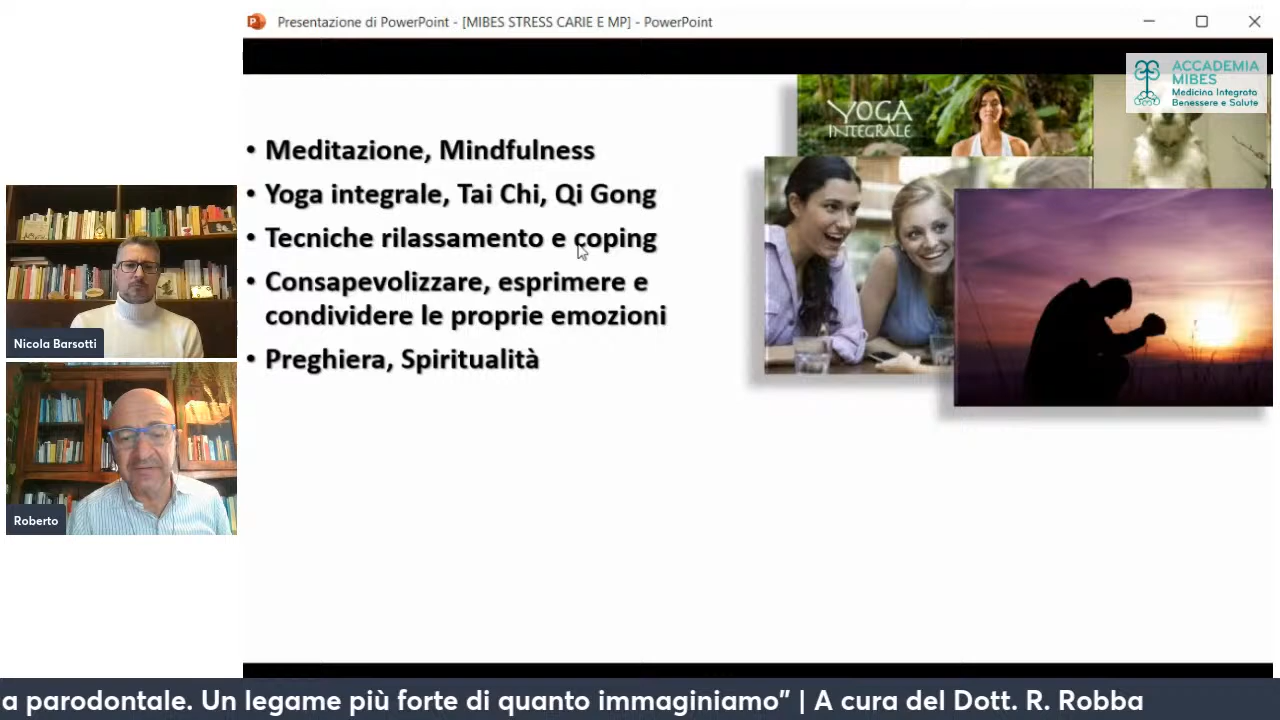 Presentazione di PowerPoint - [MIBES STRESS CARIE E MP] - PowerPoint
ACCADEMIA
MIBES
Medicina Integrata
Benessere e Salute
YOGA
INTEGRALE
• Meditazione, Mindfulness
• Yoga integrale, Tai Chi, Qi Gong
• Tecniche rilassamento e coping
• Consapevolizzare, esprimere e
condividere le proprie emozioni
• Preghiera, Spiritualità
Nicola Barsotti
Roberto
a parodontale. Un legame più forte di quanto immaginiamo” | A cura del Dott. R. Robba